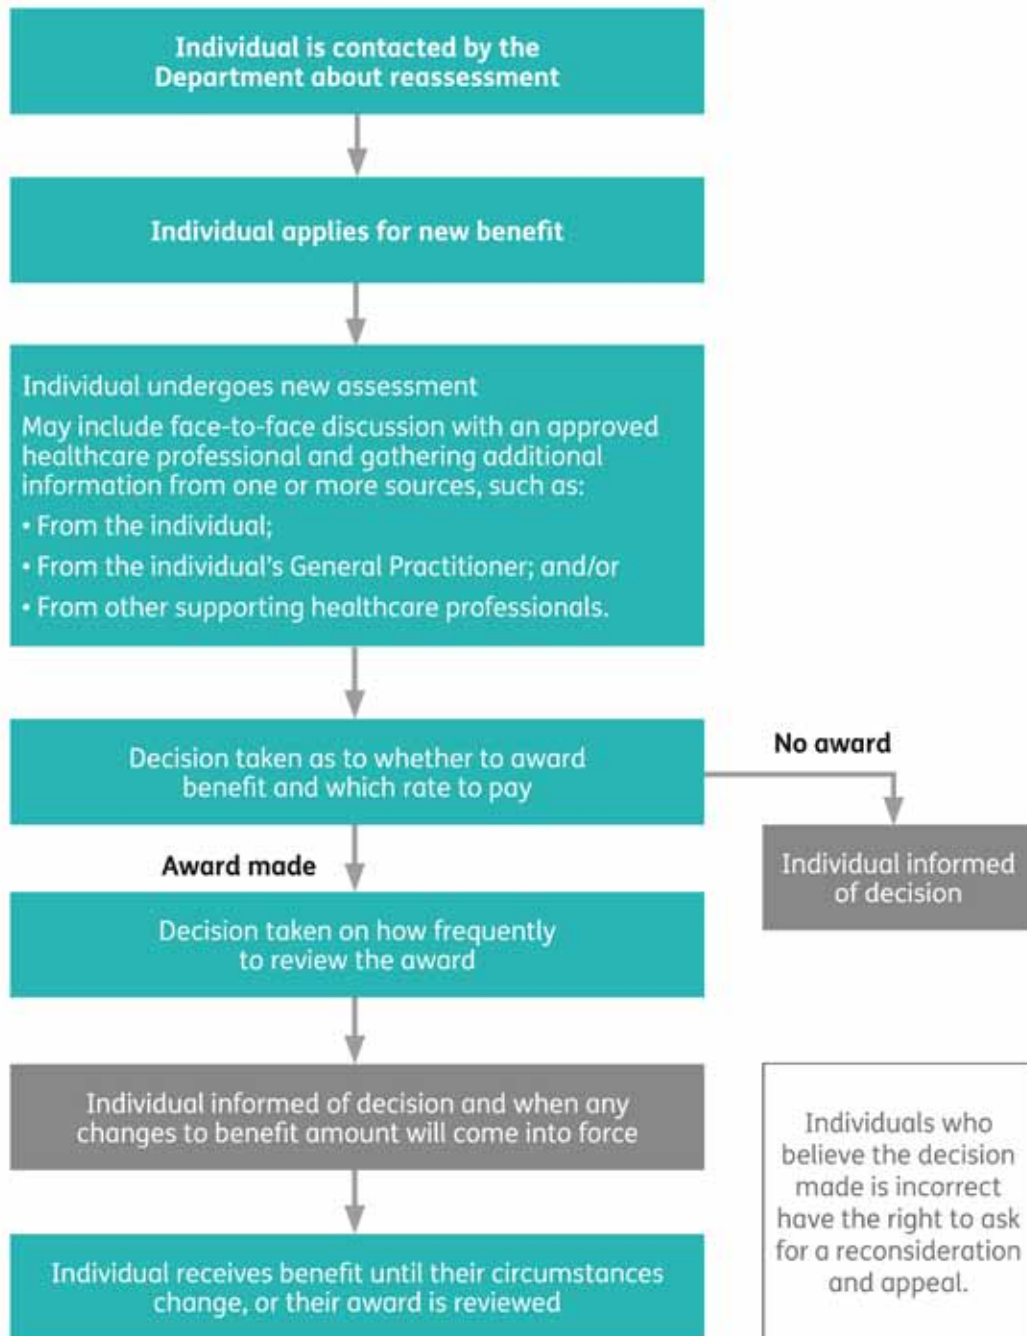 Individual is contacted by the
Department about reassessment
Individual applies for new benefit
Individual undergoes new assessment
May include face-to-face discussion with an approved
healthcare professional and gathering additional
information from one or more sources, such as:
• From the individual;
• From the individual's General Practitioner; and/or
• From other supporting healthcare professionals.
Decision taken as to whether to award
benefit and which rate to pay
No award
Individual informed
of decision
Award made
Decision taken on how frequently
to review the award
Individual informed of decision and when any
changes to benefit amount will come into force
Individual receives benefit until their circumstances
change, or their award is reviewed
Individuals who
believe the decision
made is incorrect
have the right to ask
for a reconsideration
and appeal.